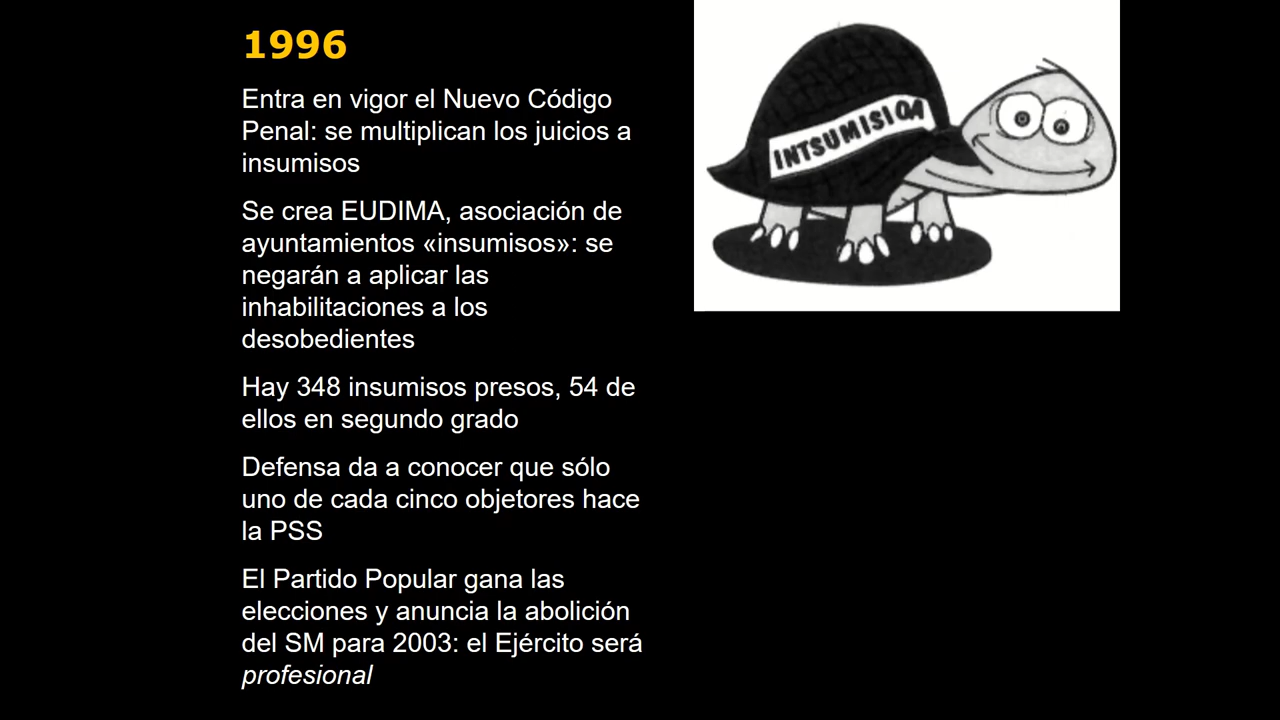 1996
Entra en vigor el Nuevo Código
Penal: se multiplican los juicios a
insumisos
Se crea EUDIMA, asociación de
ayuntamientos «insumisos»: se
negarán a aplicar las
inhabilitaciones a los
desobedientes
Hay 348 insumisos presos, 54 de
ellos en segundo grado
Defensa da a conocer que sólo
uno de cada cinco objetores hace
la PSS
El Partido Popular gana las
elecciones y anuncia la abolición
del SM para 2003: el Ejército será
profesional
INTSUMISIOA